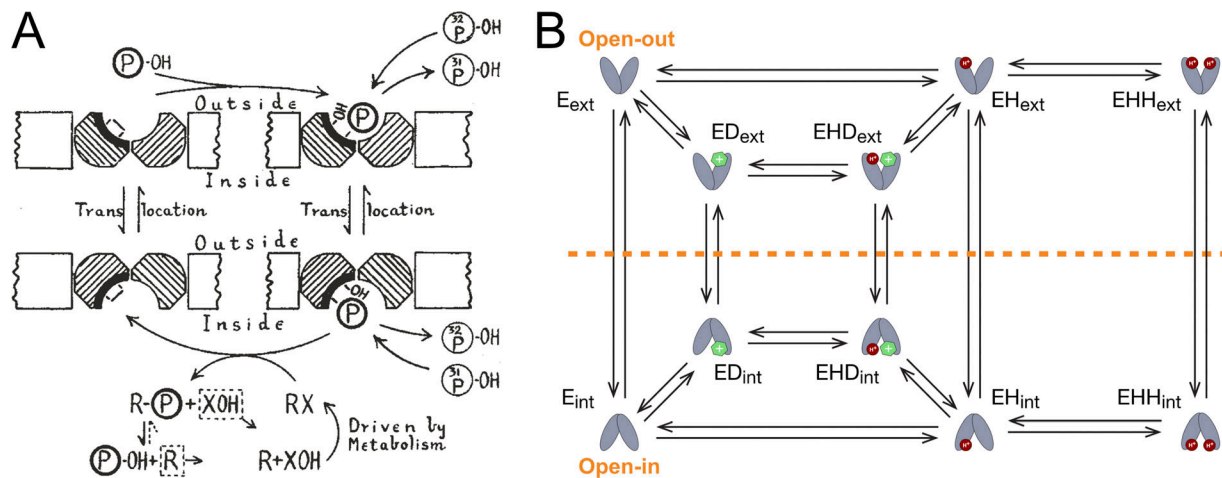 A
P-OH
32P-OH
31P-OH
Outside
-OH
P
Inside
Trans location
Trans location
Outside
Inside
-OH
P
32P-OH
31P-OH
R-P + XOH
RX
Driven by
Metabolism
P-OH + R
R+XOH
B
Open-out
H+
H+ H+
Eext
EHext
EHHext
EDext
EHDext
+
H+ +
+
H+ +
EDint
EHDint
Eint
EHint
EHHint
H+
H+ H+
Open-in